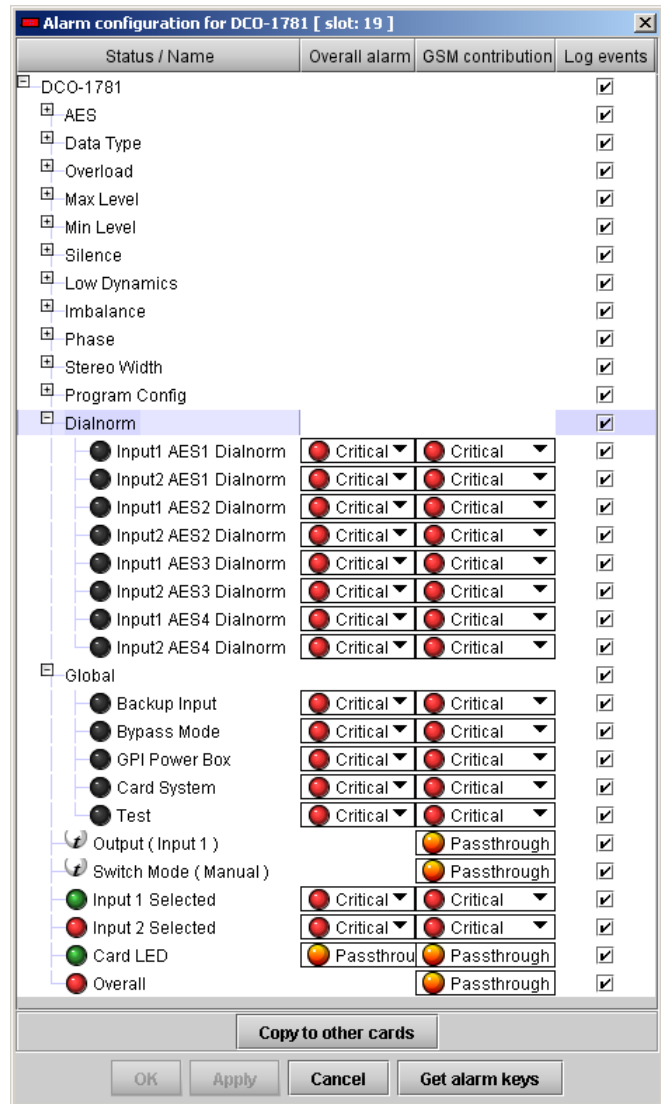 Alarm configuration for DCO-1781 [ slot: 19 ]
Status / Name Overall alarm GSM contribution Log events
DCO-1781
AES
Data Type
Overload
Max Level
Min Level
Silence
Low Dynamics
Imbalance
Phase
Stereo Width
Program Config
Dialnorm
Input1 AES1 Dialnorm Critical Critical
Input2 AES1 Dialnorm Critical Critical
Input1 AES2 Dialnorm Critical Critical
Input2 AES2 Dialnorm Critical Critical
Input1 AES3 Dialnorm Critical Critical
Input2 AES3 Dialnorm Critical Critical
Input1 AES4 Dialnorm Critical Critical
Input2 AES4 Dialnorm Critical Critical
Global
Backup Input Critical Critical
Bypass Mode Critical Critical
GPI Power Box Critical Critical
Card System Critical Critical
Test Critical Critical
t Output ( Input 1 ) Passthrough
t Switch Mode ( Manual ) Passthrough
Input 1 Selected Critical Critical
Input 2 Selected Critical Critical
Card LED Passthrou Passthrough
Overall Passthrough
Copy to other cards
OK Apply Cancel Get alarm keys